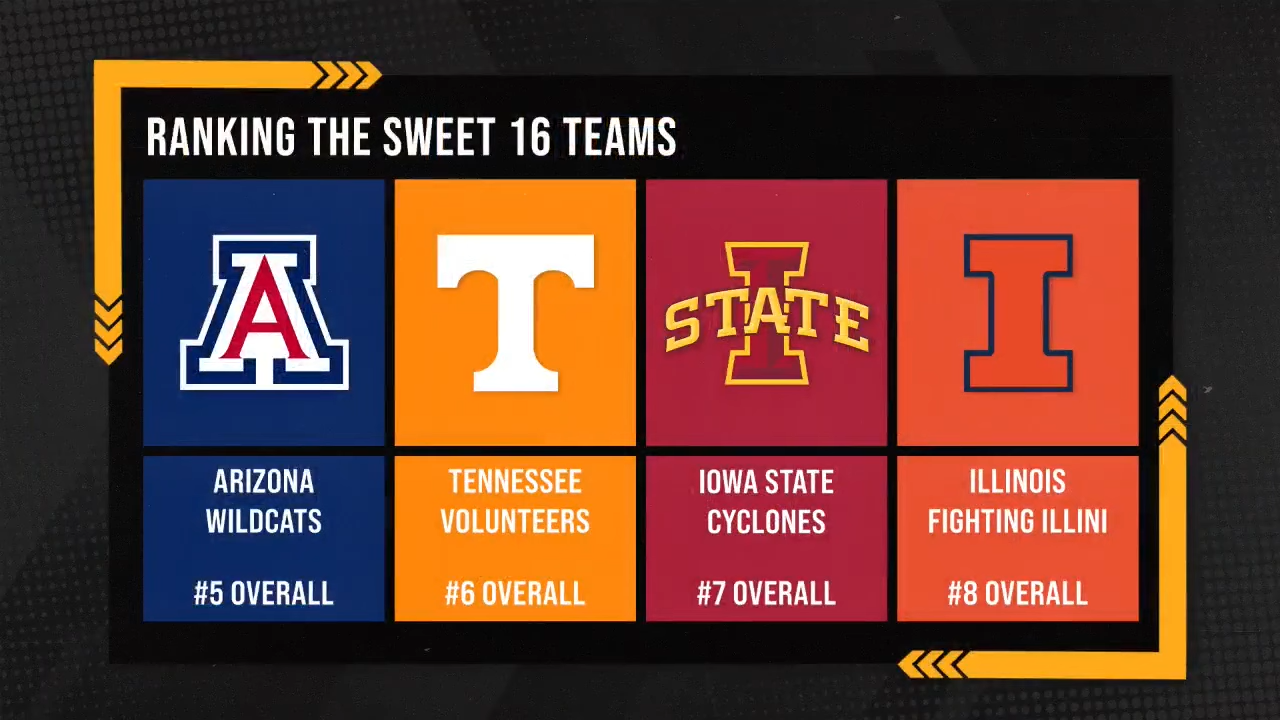 RANKING THE SWEET 16 TEAMS
A
T
I
STATE
I
ARIZONA
WILDCATS
#5 OVERALL
TENNESSEE
VOLUNTEERS
#6 OVERALL
IOWA STATE
CYCLONES
#7 OVERALL
ILLINOIS
FIGHTING ILLINI
#8 OVERALL